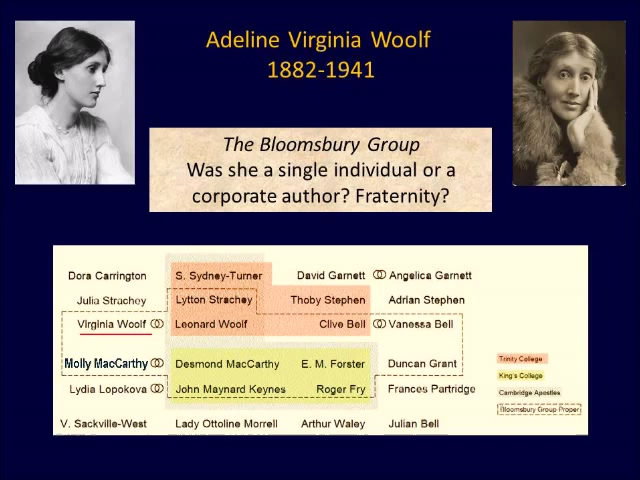 Adeline Virginia Woolf
1882-1941
The Bloomsbury Group
Was she a single individual or a
corporate author? Fraternity?
Dora Carrington S. Sydney-Turner David Garnett Angelica Garnett
Julia Strachey Lytton Strachey Thoby Stephen Adrian Stephen
Virginia Woolf Leonard Woolf Clive Bell Vanessa Bell
Molly MacCarthy Desmond MacCarthy E. M. Forster Duncan Grant
Lydia Lopokova John Maynard Keynes Roger Fry Frances Partridge
V. Sackville-West Lady Ottoline Morrell Arthur Waley Julian Bell
Trinity College
King's College
Cambridge Apostles
Bloomsbury Group Proper